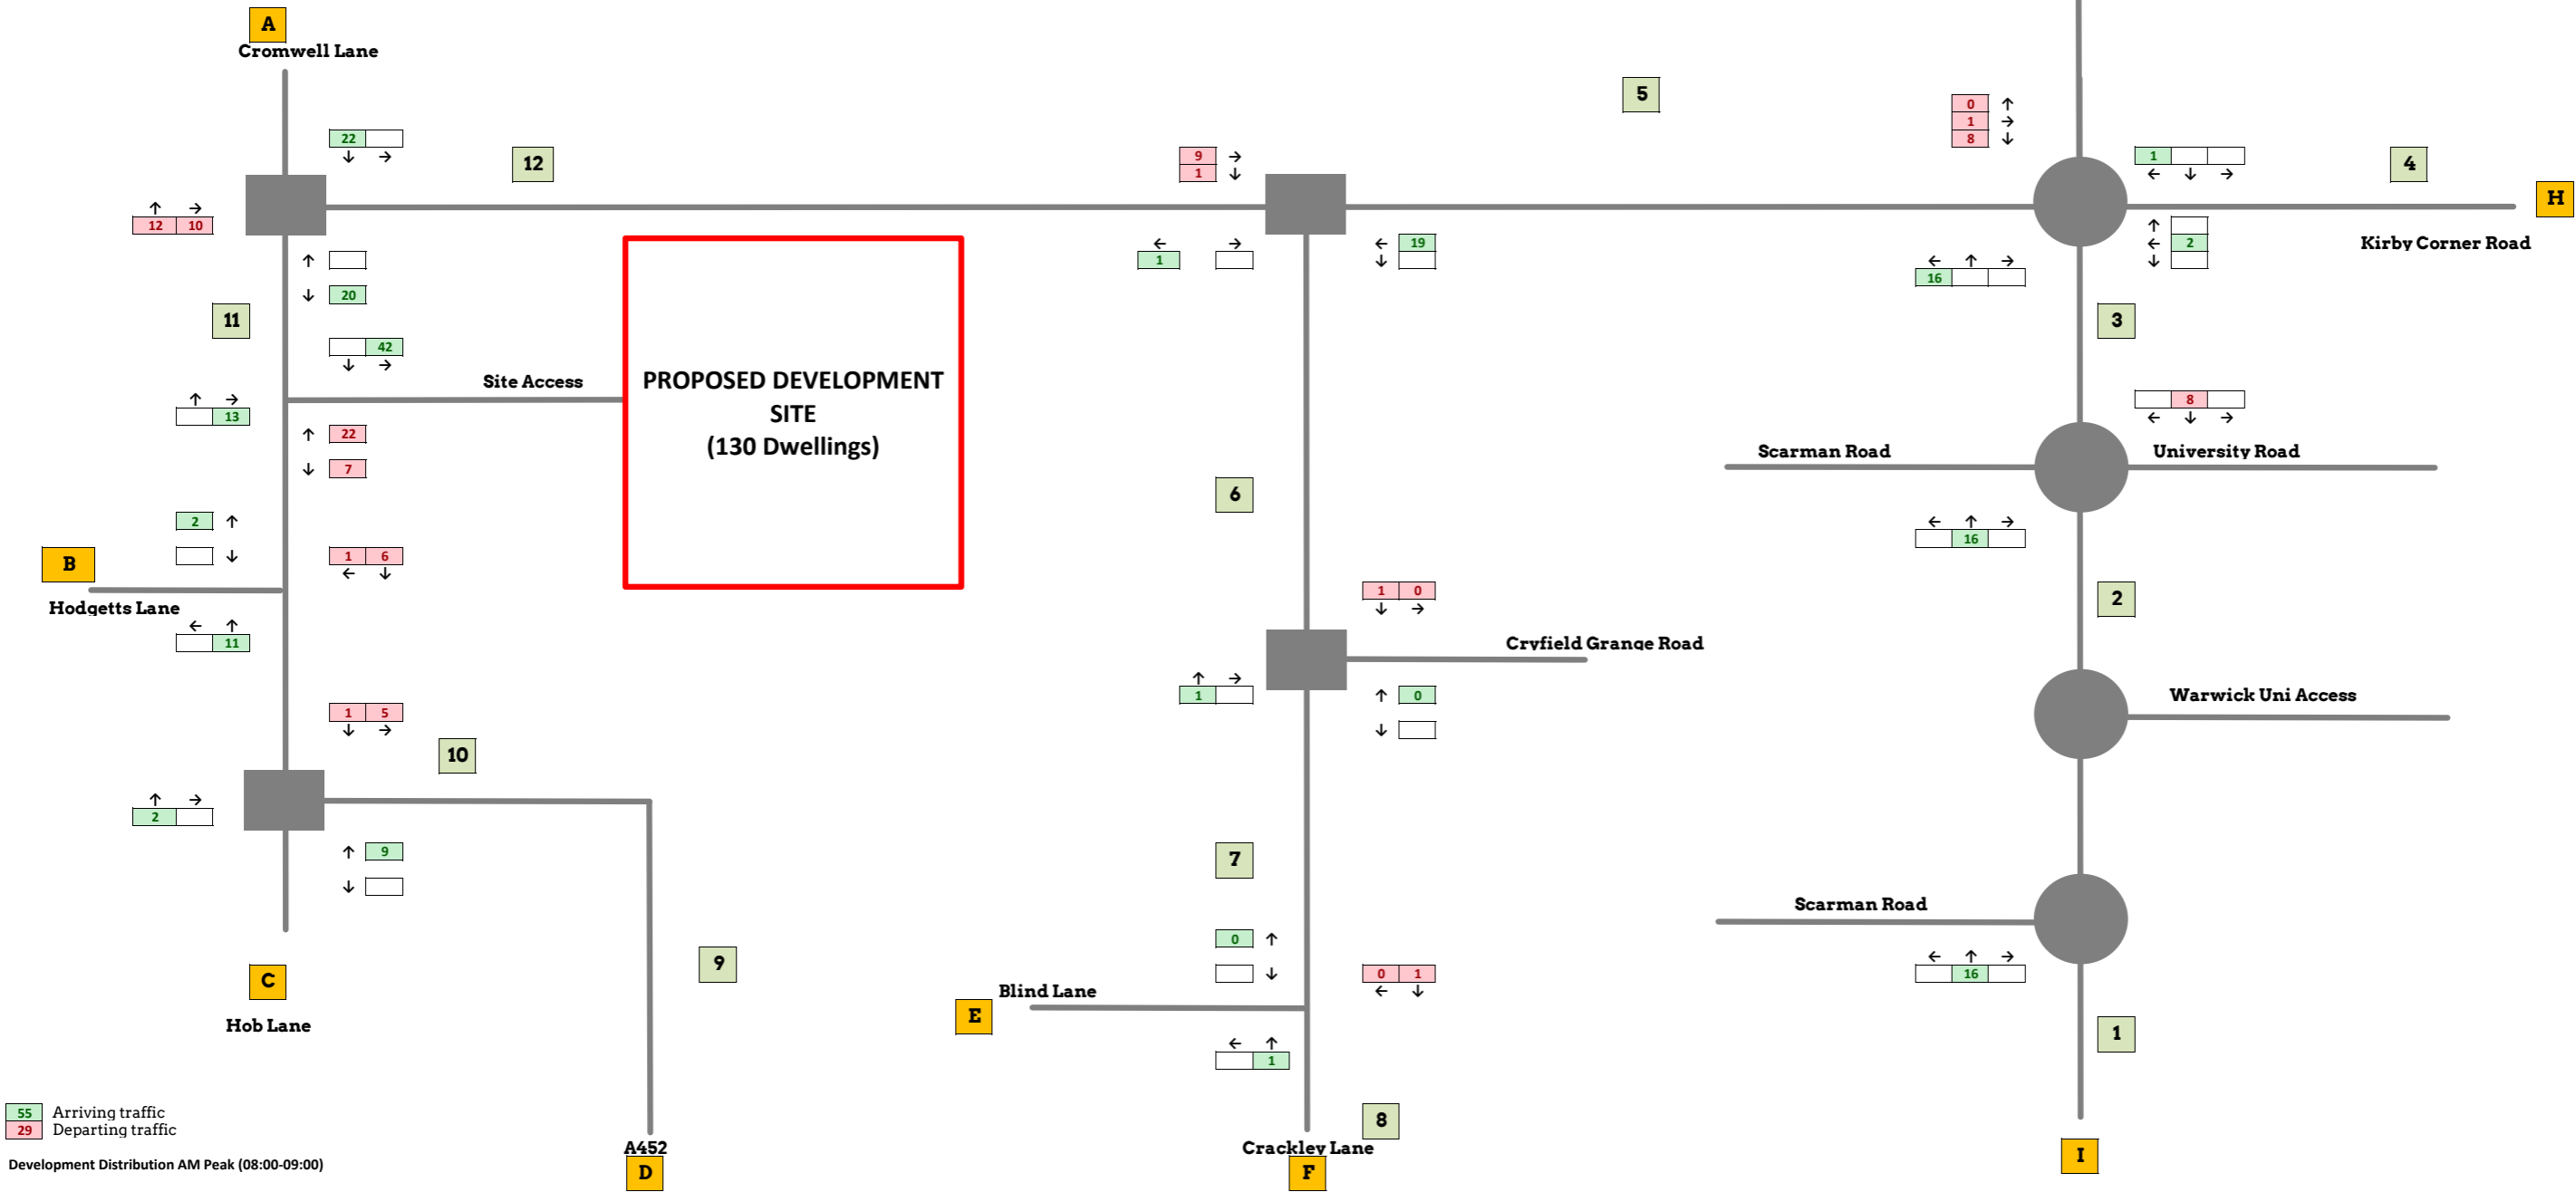 A
Cromwell Lane
5
0 ↑
1 →
8 ↓
22
↓ →
12
9 →
1 ↓
1
← ↓ →
4
H
↑ →
12 10
Kirby Corner Road
↑
← 2
↓
← →
1
← 19
↓
← ↑ →
16
↑
↓ 20
11
3
42
↓ →
Site Access
PROPOSED DEVELOPMENT
SITE
(130 Dwellings)
↑ →
13
8
← ↓ →
↑ 22
↓ 7
Scarman Road
University Road
6
2 ↑
↓
← ↑ →
16
B
1 6
← ↓
Hodgetts Lane
1 0
↓ →
2
← ↑
11
Cryfield Grange Road
↑ →
1
↑ 0
↓
Warwick Uni Access
1 5
↓ →
10
↑ →
2
↑ 9
↓
7
Scarman Road
0 ↑
↓
0 1
← ↓
← ↑ →
16
9
C
Blind Lane
E
Hob Lane
← ↑
1
1
55 Arriving traffic
29 Departing traffic
8
A452
D
Crackley Lane
F
I
Development Distribution AM Peak (08:00-09:00)